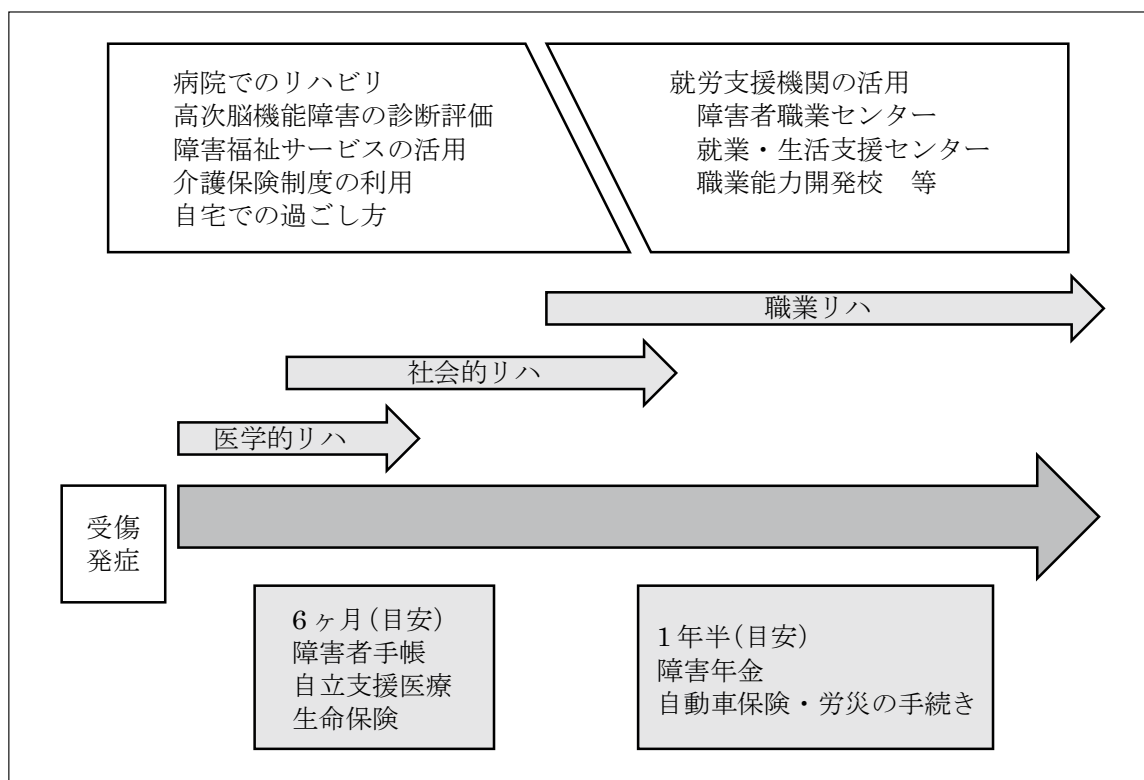 病院でのリハビリ
高次脳機能障害の診断評価
障害福祉サービスの活用
介護保険制度の利用
自宅での過ごし方
就労支援機関の活用
障害者職業センター
就業・生活支援センター
職業能力開発校　等
職業リハ
社会的リハ
医学的リハ
受傷
発症
6ヶ月(目安)
障害者手帳
自立支援医療
生命保険
1年半(目安)
障害年金
自動車保険・労災の手続き